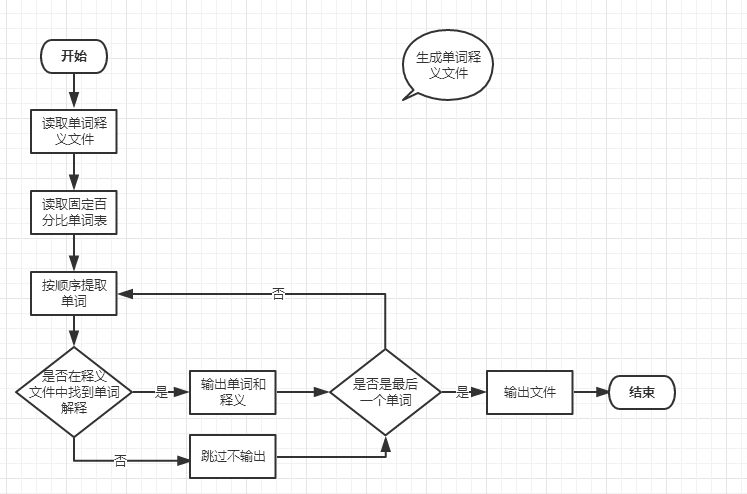 开始
生成单词释
义文件
读取单词释
义文件
读取固定百
分比单词表
按顺序提取
单词
否
是否在释义
文件中找到单词
解释
是
输出单词和
释义
是否是最后
一个单词
是
输出文件
结束
否
跳过不输出